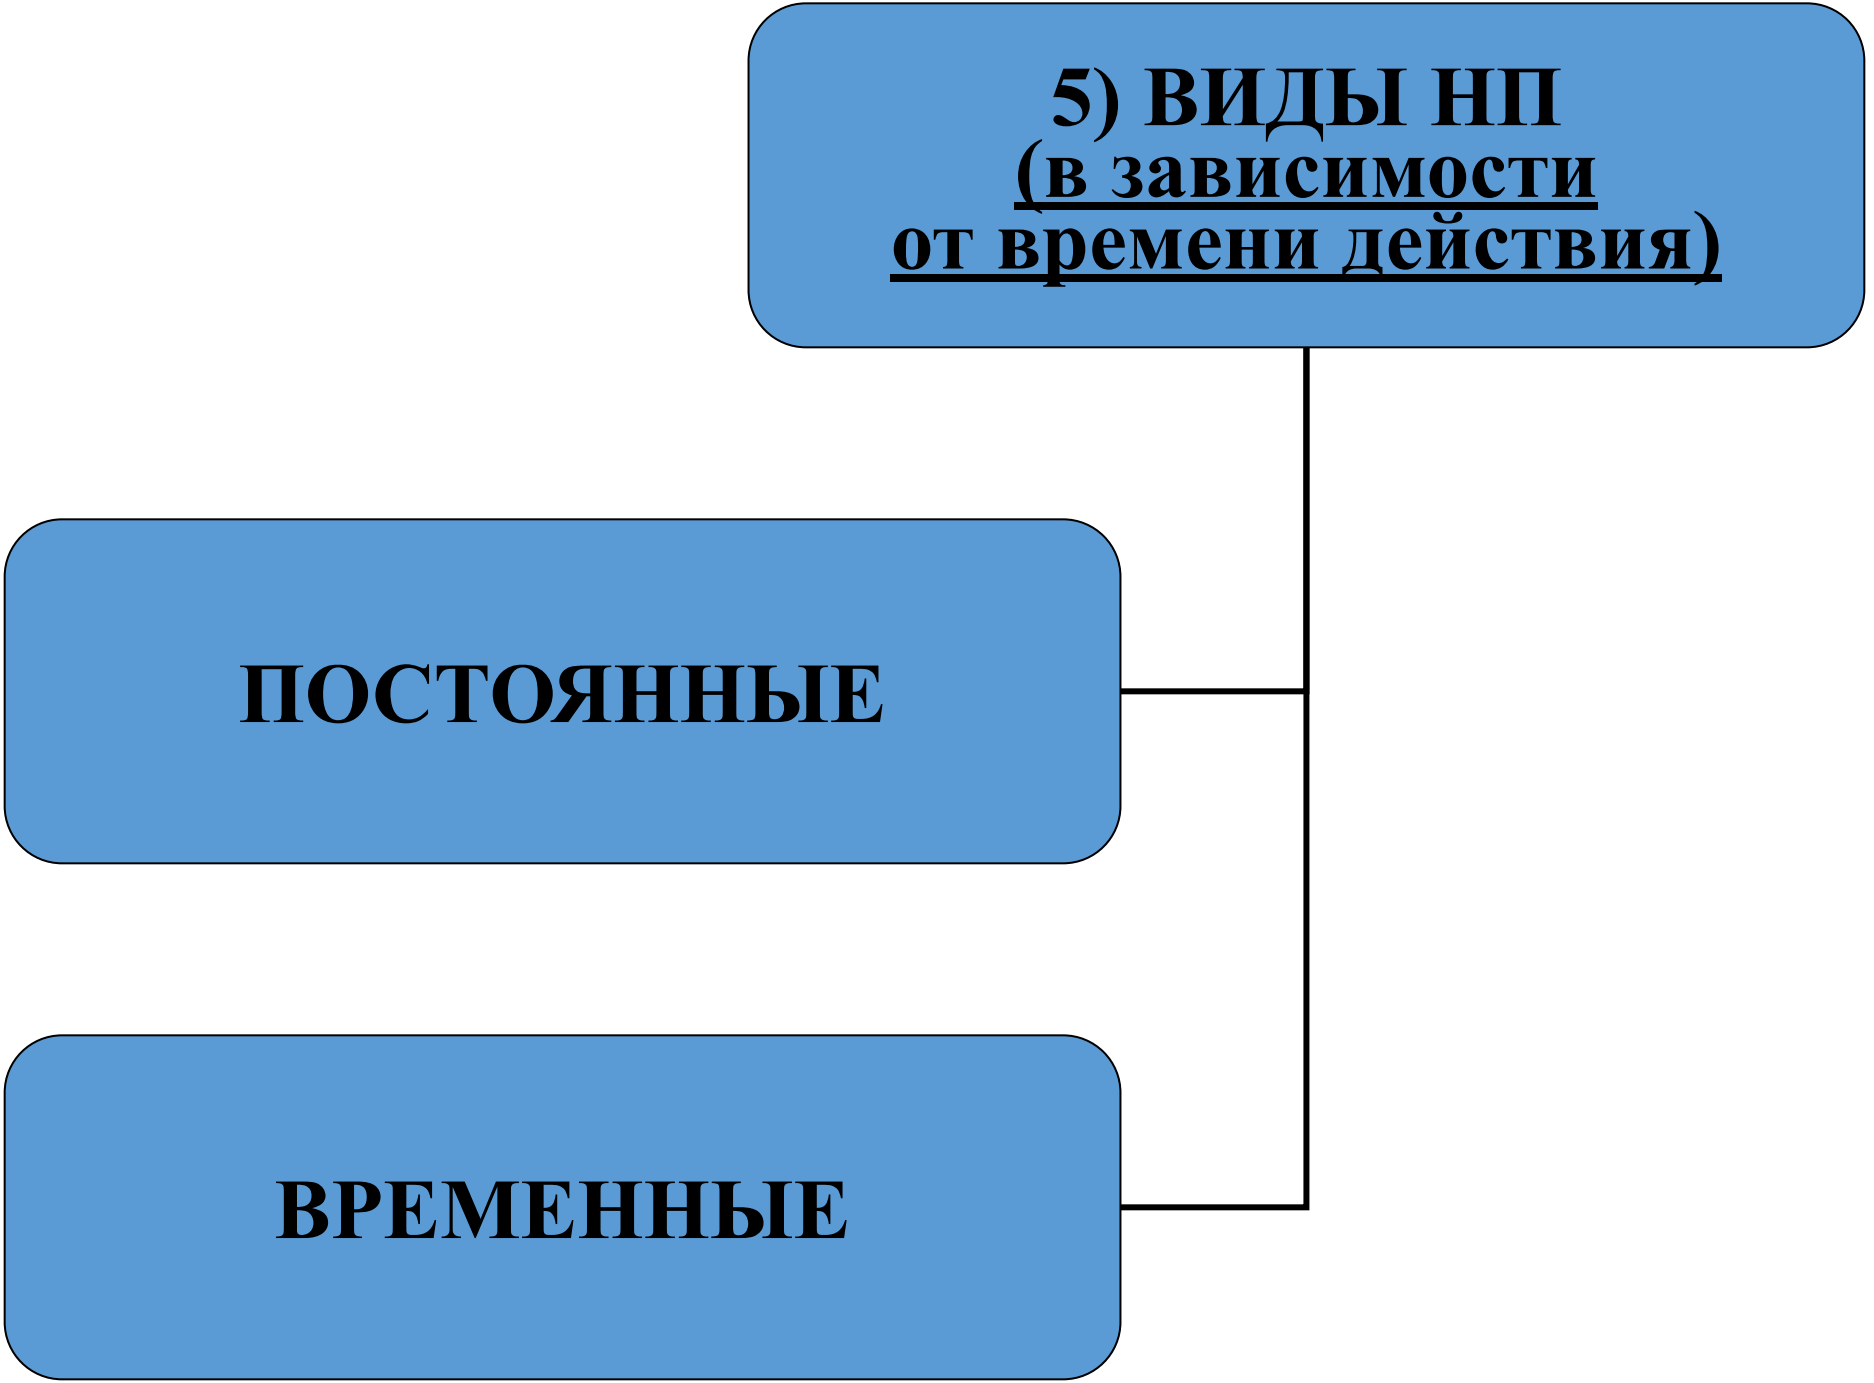 5) ВИДЫ НП
(в зависимости
от времени действия)
ПОСТОЯННЫЕ
ВРЕМЕННЫЕ